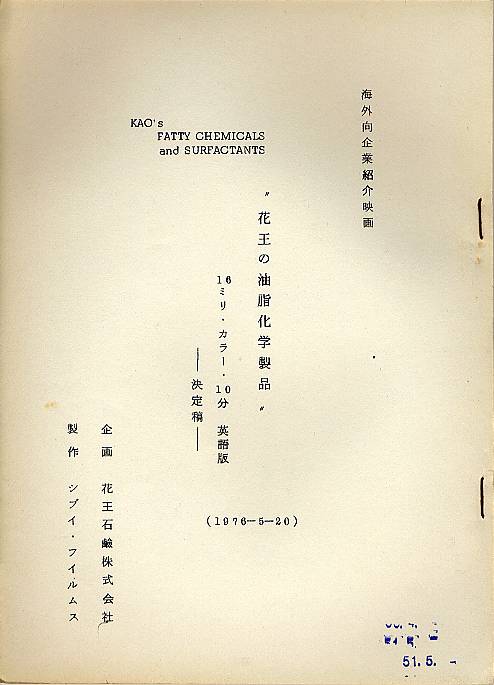 海外向企業紹介映画
KAO's
FATTY CHEMICALS
and SURFACTANTS
〃花王の油脂化学製品〃
16ミリ・カラー・10分 英語版
——決定稿——
(1976-5-20)
企画 花王石鹼株式会社
製作 シブイ・フイルムス
51.5.